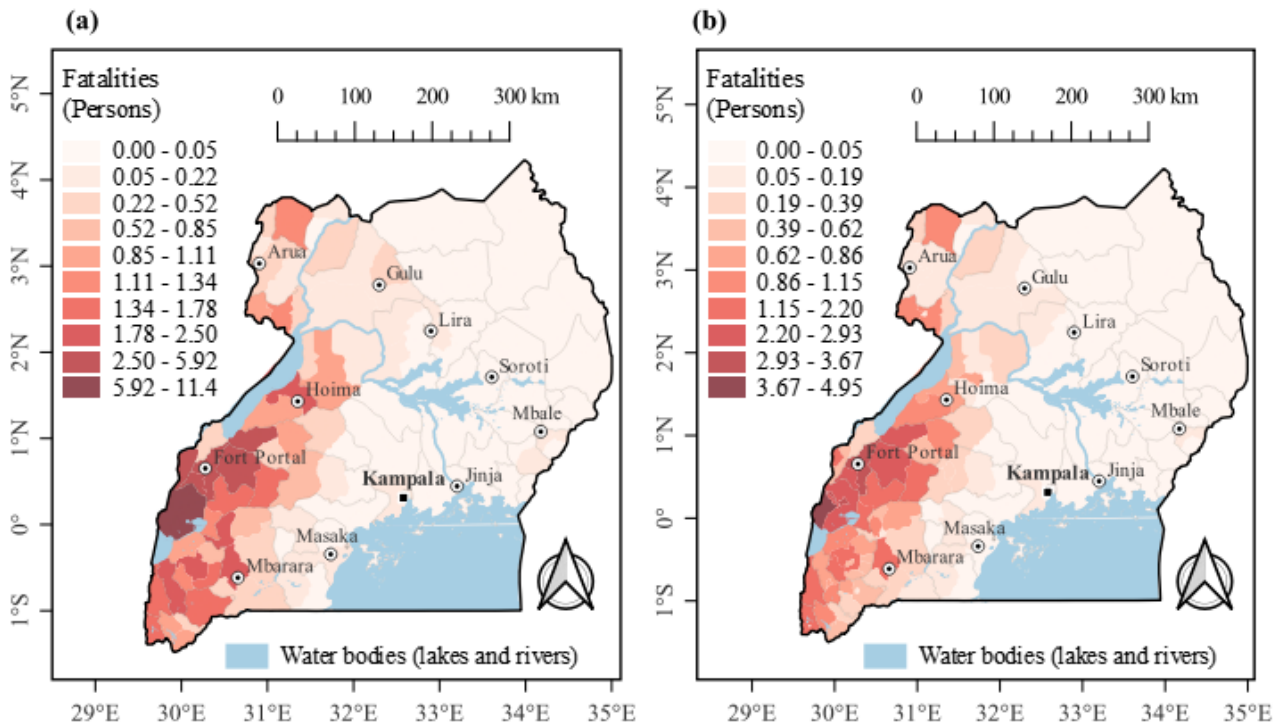 (a)
Fatalities
(Persons)
0 100 200 300 km
0.00 - 0.05
0.05 - 0.22
0.22 - 0.52
0.52 - 0.85
0.85 - 1.11
1.11 - 1.34
1.34 - 1.78
1.78 - 2.50
2.50 - 5.92
5.92 - 11.4
Arua
Gulu
Lira
Soroti
Hoima
Mbale
Fort Portal
Kampala
Jinja
Masaka
Mbarara
Water bodies (lakes and rivers)
5°N
4°N
3°N
2°N
1°N
0°
1°S
29°E 30°E 31°E 32°E 33°E 34°E 35°E
(b)
Fatalities
(Persons)
0 100 200 300 km
0.00 - 0.05
0.05 - 0.19
0.19 - 0.39
0.39 - 0.62
0.62 - 0.86
0.86 - 1.15
1.15 - 2.20
2.20 - 2.93
2.93 - 3.67
3.67 - 4.95
Arua
Gulu
Lira
Soroti
Hoima
Mbale
Fort Portal
Kampala
Jinja
Masaka
Mbarara
Water bodies (lakes and rivers)
5°N
4°N
3°N
2°N
1°N
0°
1°S
29°E 30°E 31°E 32°E 33°E 34°E 35°E